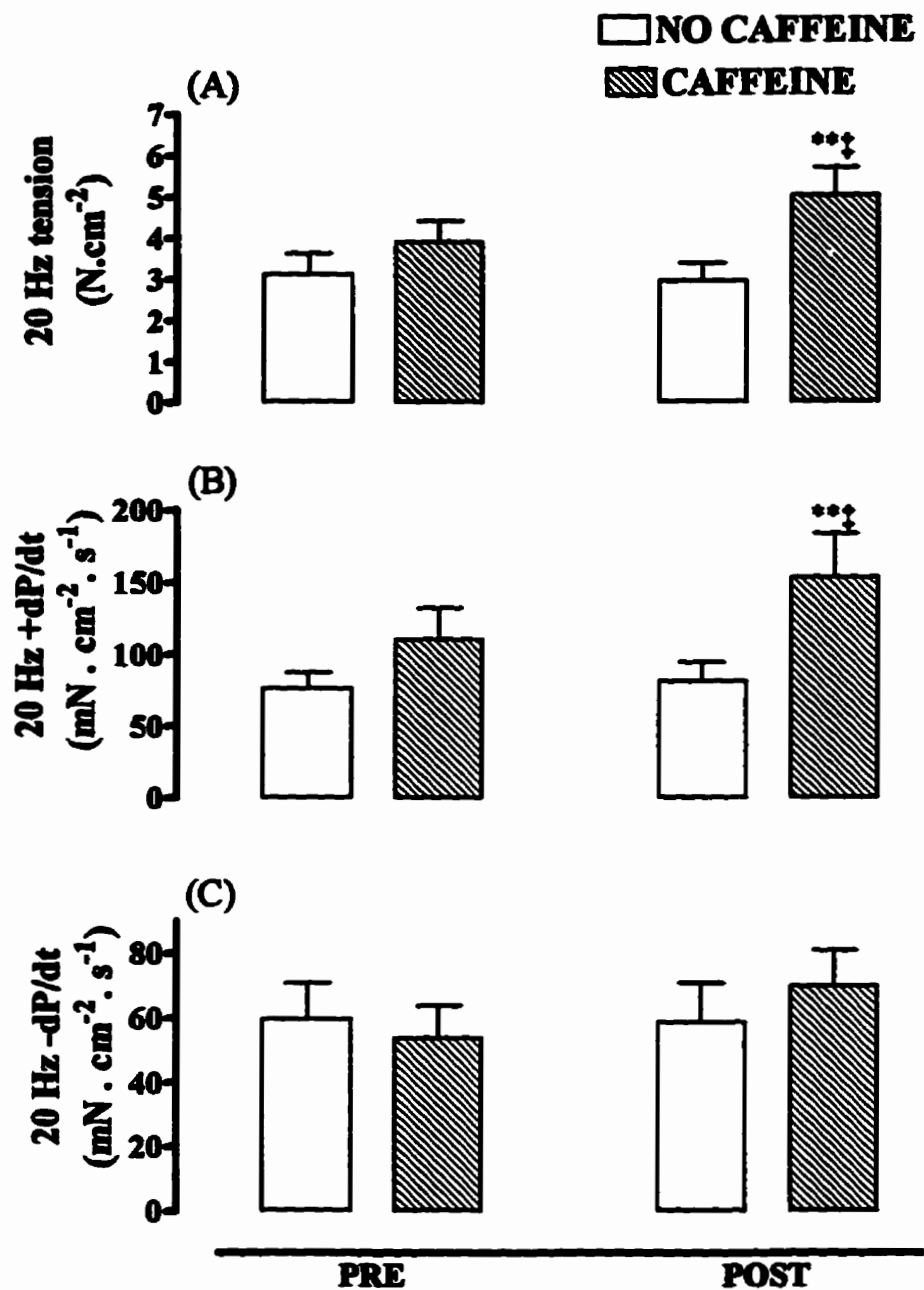 NO CAFFEINE
CAFFEINE
(A)
20 Hz tension
(N.cm⁻²)
7
6
5
4
3
2
1
0
**‡
(B)
20 Hz +dP/dt
(mN . cm⁻² . s⁻¹)
200
150
100
50
0
**‡
(C)
20 Hz -dP/dt
(mN . cm⁻² . s⁻¹)
80
60
40
20
0
PRE
POST